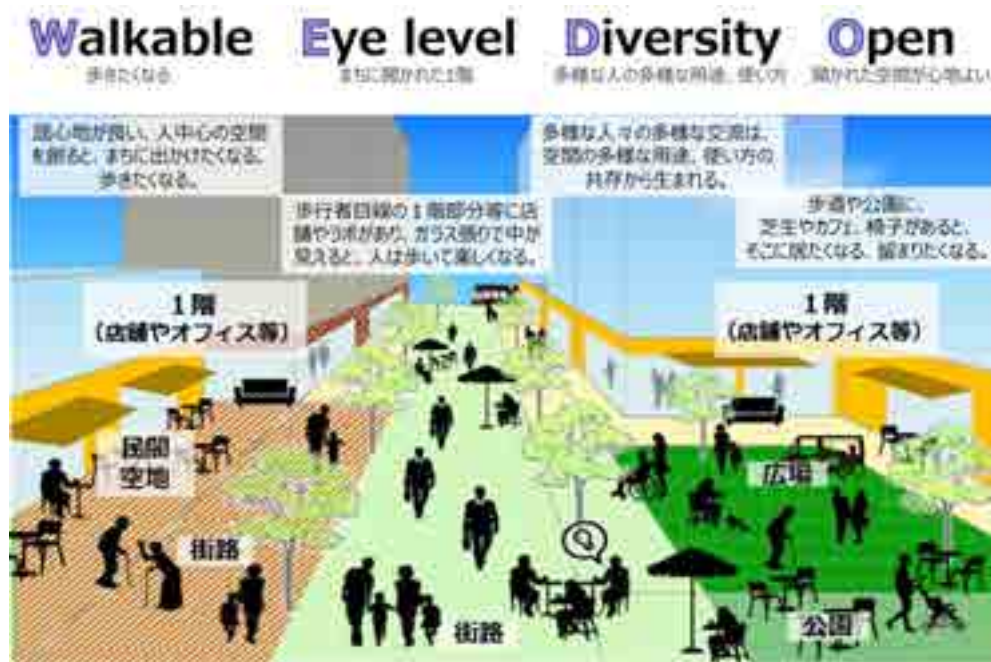 Walkable
歩きたくなる
Eye level
まちに開かれた1階
Diversity
多様な人の多様な用途、使い方
Open
開かれた空間が心地よい
居心地が良い、人中心の空間
を創ると、まちに出かけたくなる、
歩きたくなる。
歩行者目線の1階部分等に店
舗やラボがあり、ガラス張りで中が
見えると、人は歩いて楽しくなる。
多様な人々の多様な交流は、
空間の多様な用途、使い方の
共存から生まれる。
歩道や公園に、
芝生やカフェ、椅子があると、
そこに居たくなる、留まりたくなる。
1階
（店舗やオフィス等）
1階
（店舗やオフィス等）
民間
空地
街路
街路
広場
公園